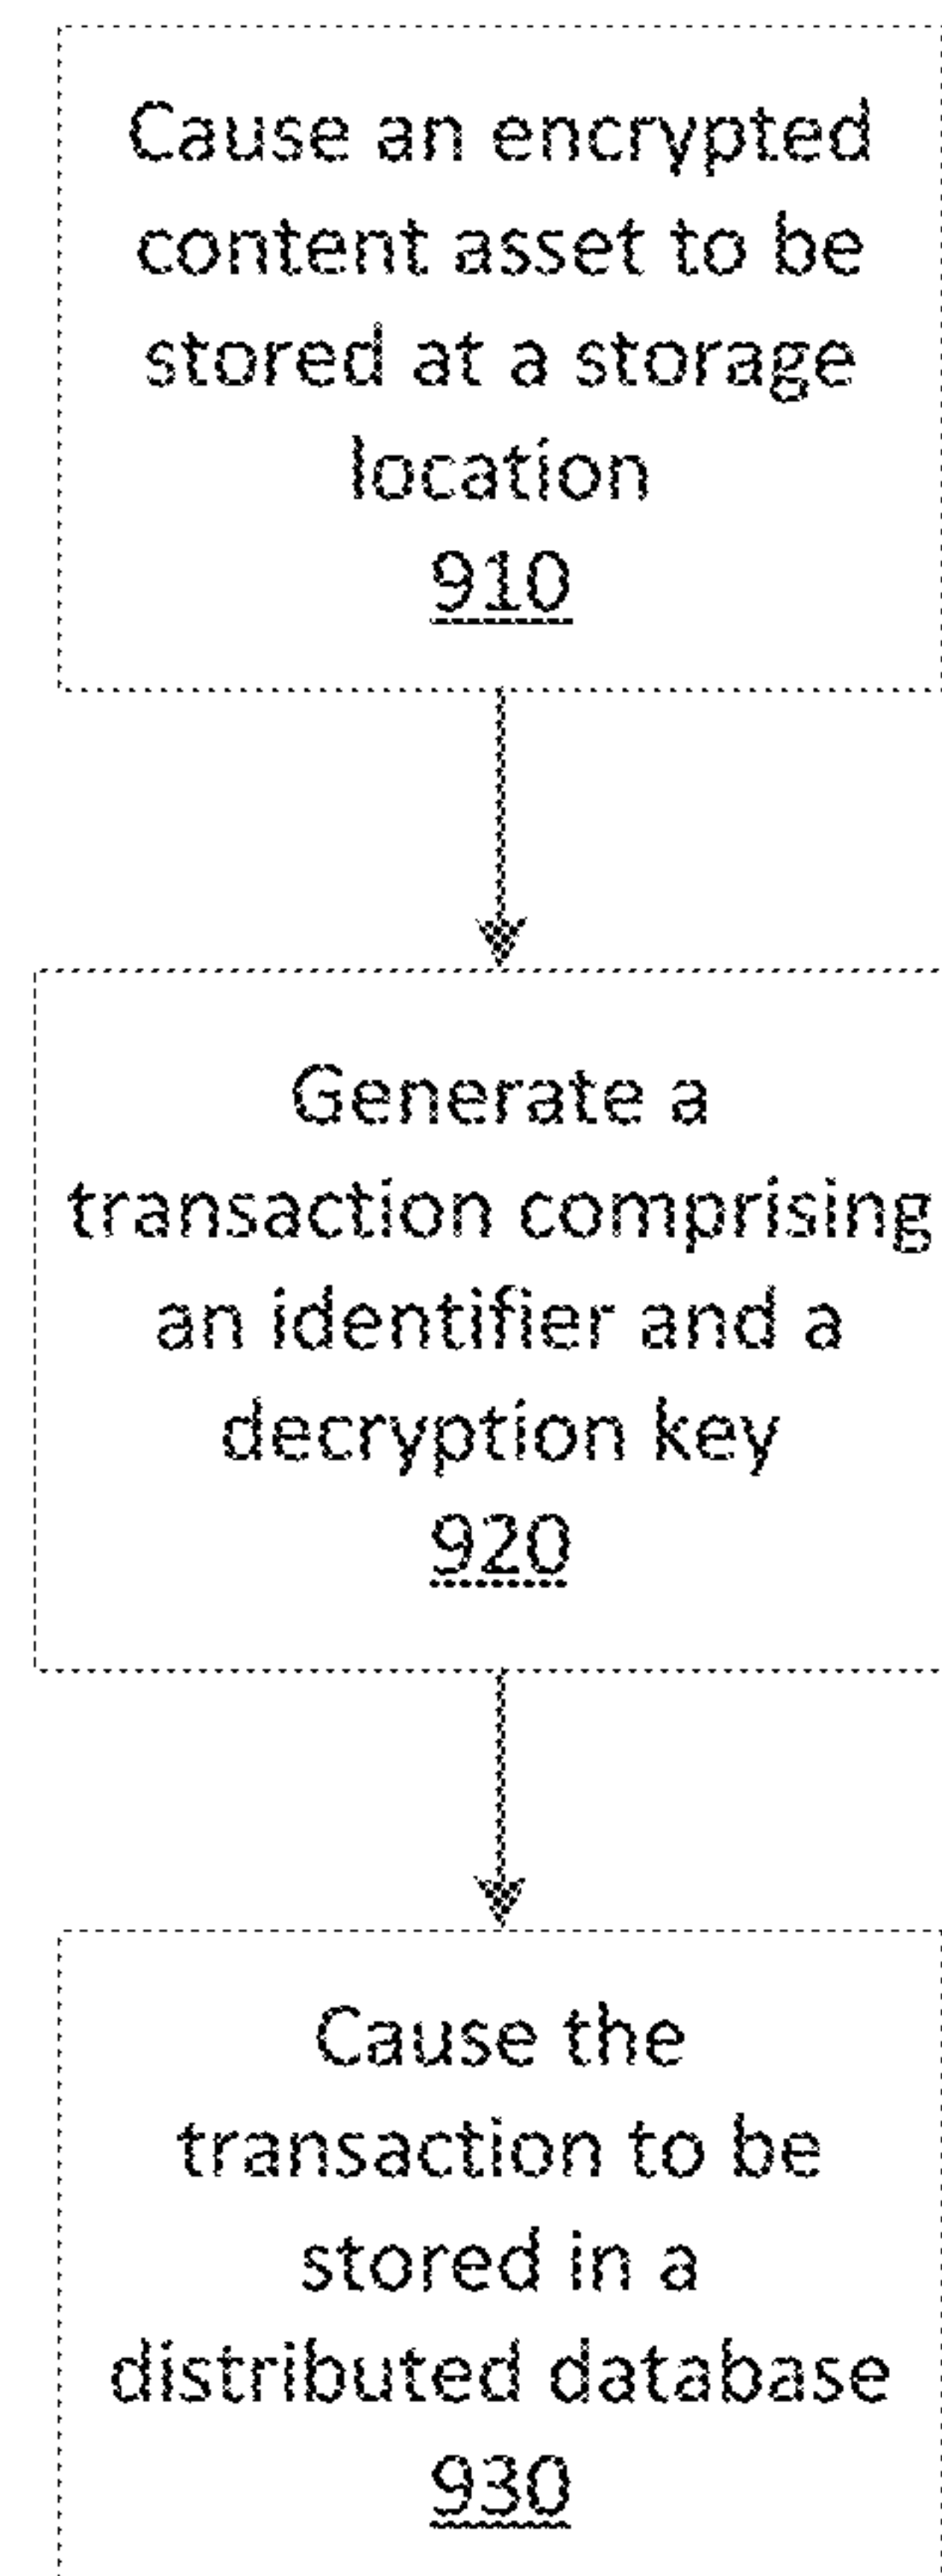 Cause an encrypted
content asset to be
stored at a storage
location
910
Generate a
transaction comprising
an identifier and a
decryption key
920
Cause the
transaction to be
stored in a
distributed database
930